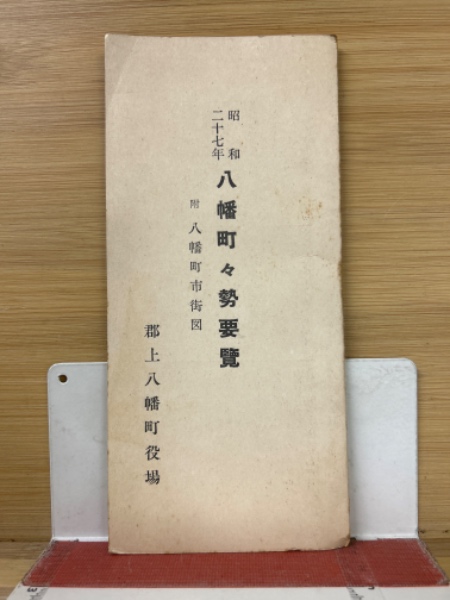 昭和
二十七年
八幡町々勢要覽
附 八幡町市街図
郡上八幡町役場